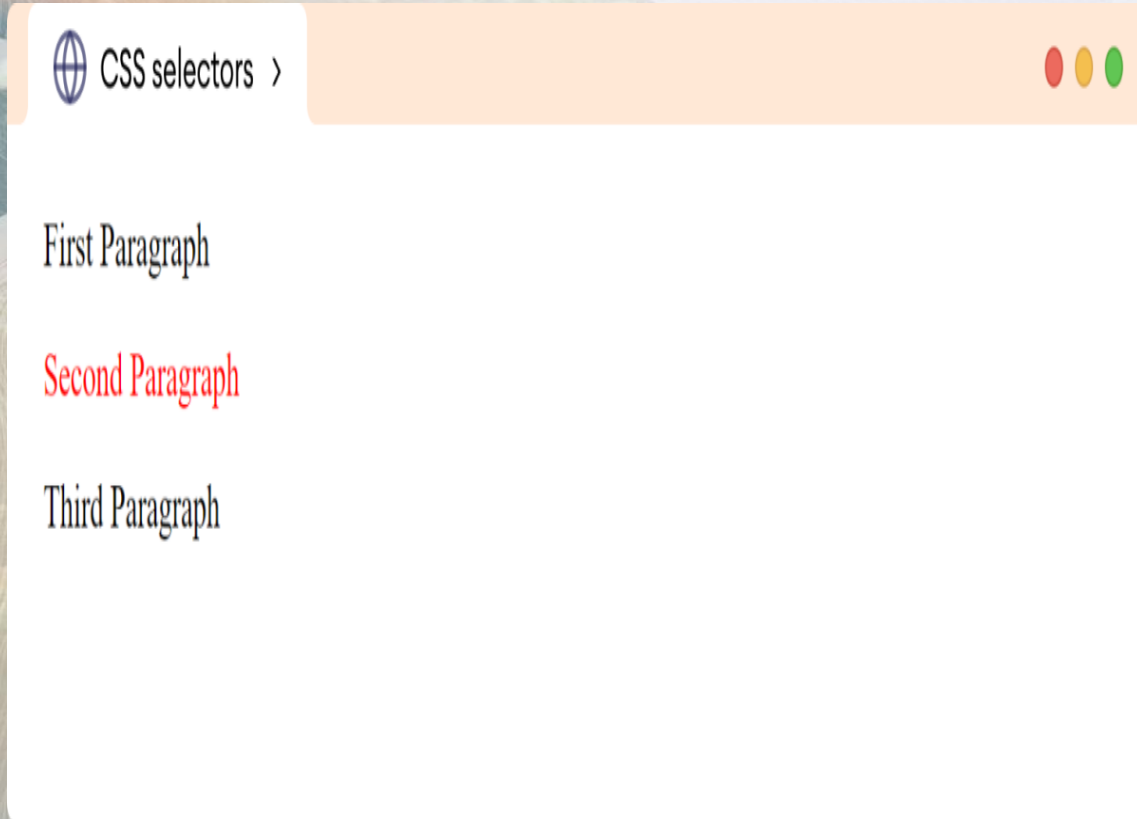 CSS selectors >
First Paragraph
Second Paragraph
Third Paragraph